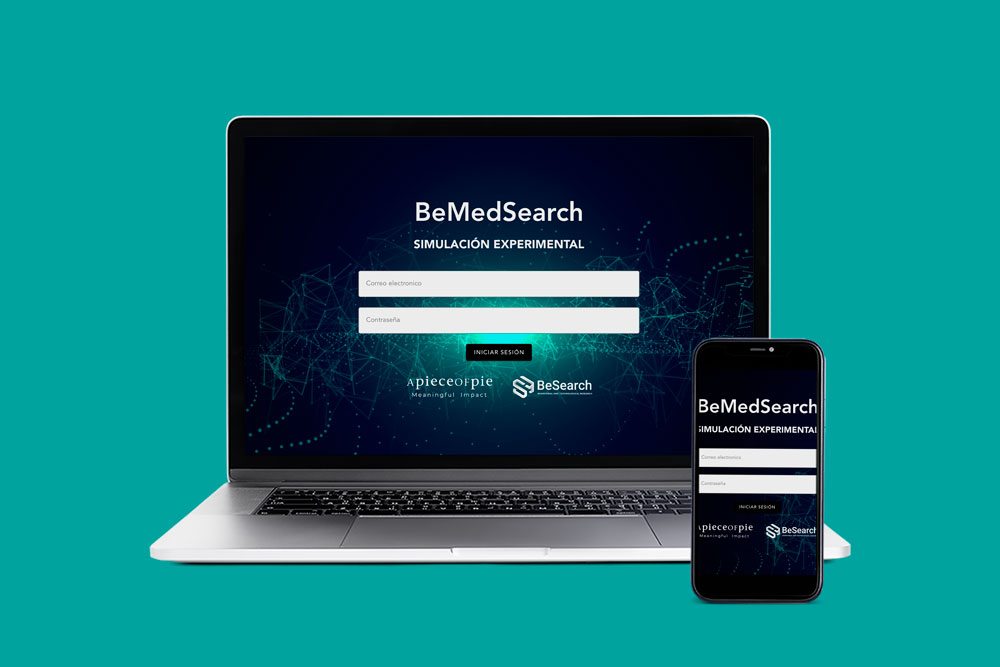 BeMedSearch
SIMULACIÓN EXPERIMENTAL
Correo electronico
Contraseña
INICIAR SESIÓN
APIECEOFPIE
Meaningful Impact
BeSearch
BeMedSearch
SIMULACIÓN EXPERIMENTAL
Correo electronico
Contraseña
INICIAR SESIÓN
APIECEOFPIE
Meaningful Impact
BeSearch